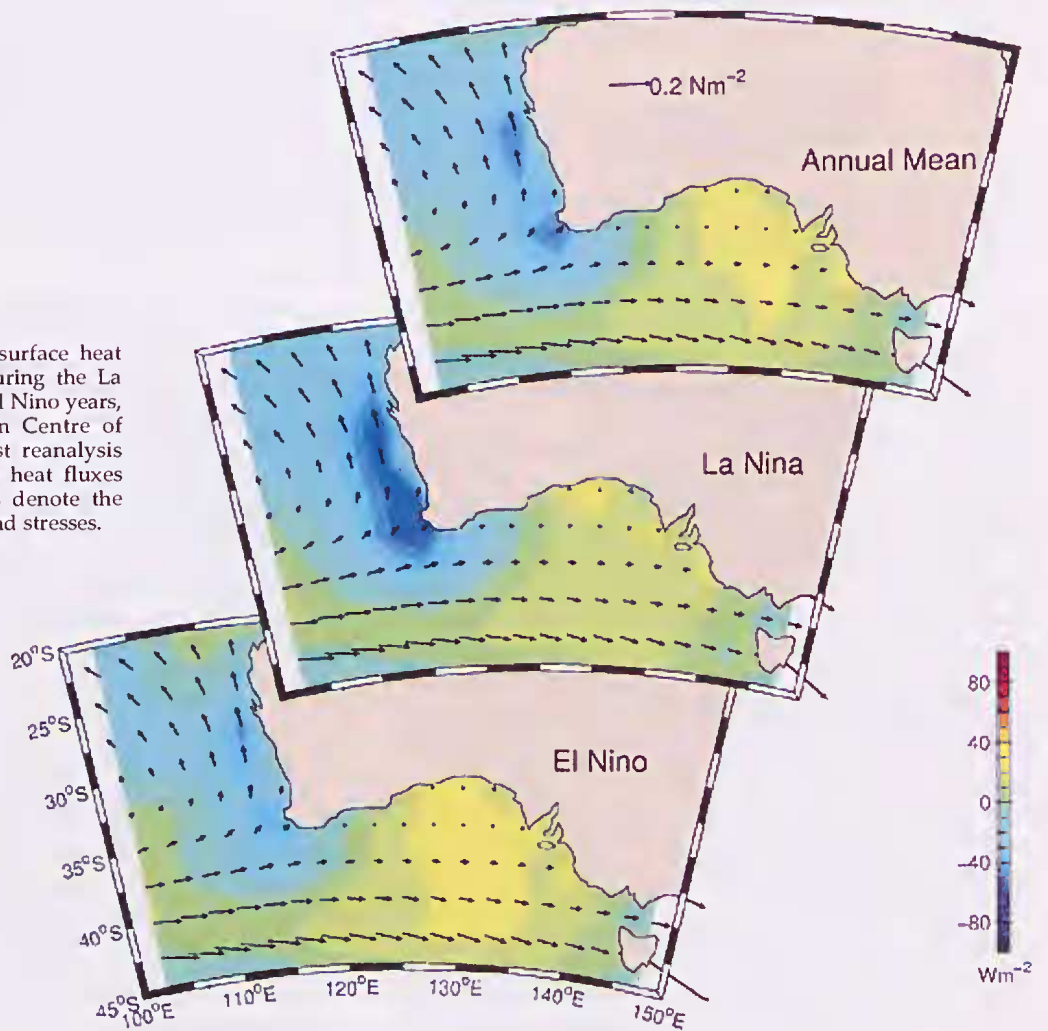 0.2 Nm⁻²
Annual Mean
surface heat
uring the La
l Nino years,
n Centre of
st reanalysis
heat fluxes
denote the
nd stresses.
La Nina
El Nino
20°S
25°S
30°S
35°S
40°S
45°S
100°E
110°E
120°E
130°E
140°E
150°E
80
40
0
-40
-80
Wm⁻²